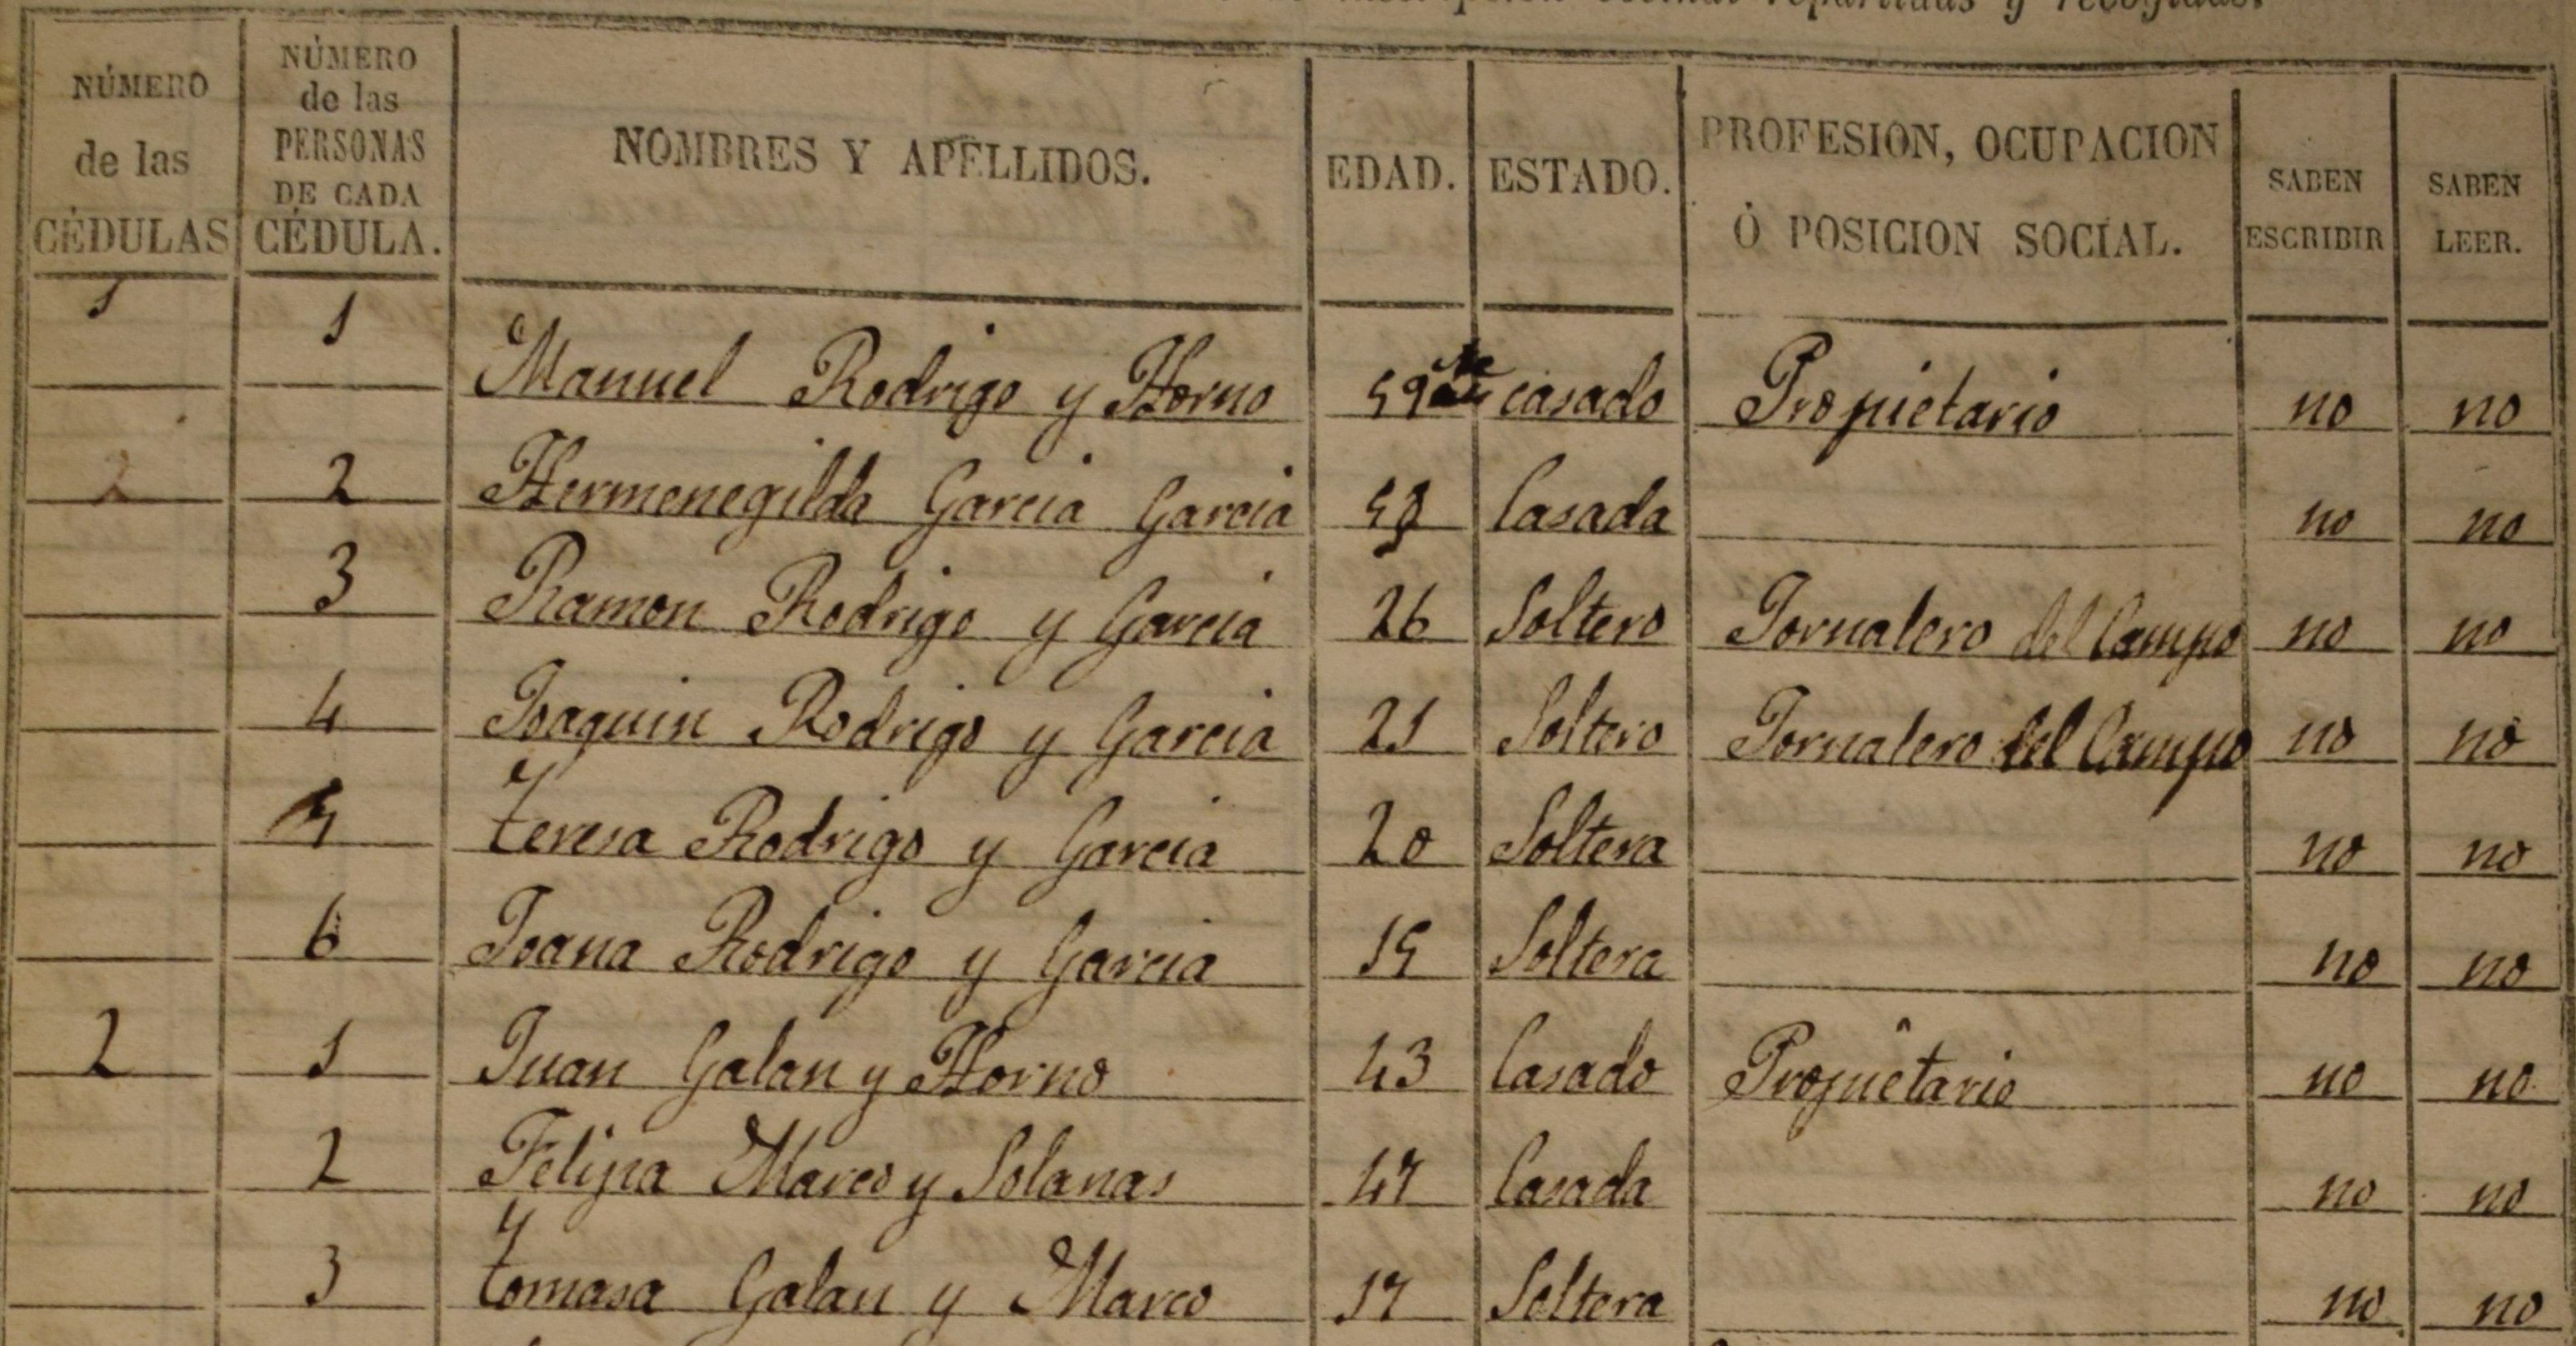 de inscripcion vecinal repartidas y recogidas.
NÚMERO de las CÉDULAS
NÚMERO de las PERSONAS DE CADA CÉDULA.
NOMBRES Y APELLIDOS.
EDAD.
ESTADO.
PROFESION, OCUPACION Ó POSICION SOCIAL.
SABEN ESCRIBIR
SABEN LEER.
1 1 Manuel Rodrigo y Horno 59 casado Propietario no no
2 2 Hermenegilda Garcia Garcia Casada no no
3 Ramon Rodrigo y Garcia 26 Soltero Jornalero del Campo no no
4 Joaquin Rodrigo y Garcia 21 Soltero Jornalero del Campo no no
5 teresa Rodrigo y Garcia 20 Soltera no no
6 Joana Rodrigo y Garcia 15 Soltera no no
2 1 Juan Galan y Horno 43 Casado Propietario no no
2 Felipa Marco y Solanas 47 Casada no no
3 tomasa Galan y Marco 17 Soltera no no